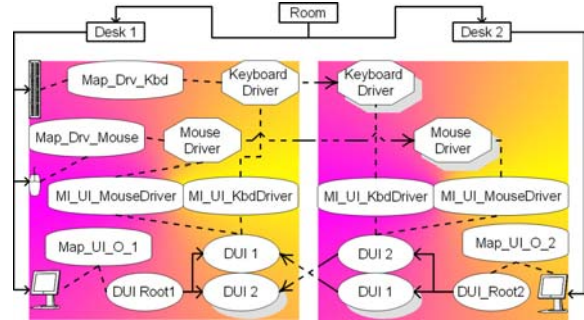 Room
Desk 1
Desk 2
Map_Drv_Kbd
Keyboard
Driver
Keyboard
Driver
Map_Drv_Mouse
Mouse
Driver
Mouse
Driver
MI_UI_MouseDriver
MI_UI_KbdDriver
MI_UI_KbdDriver
MI_UI_MouseDriver
Map_UI_O_1
DUI 1
DUI 2
Map_UI_O_2
DUI Root1
DUI 2
DUI 1
DUI_Root2